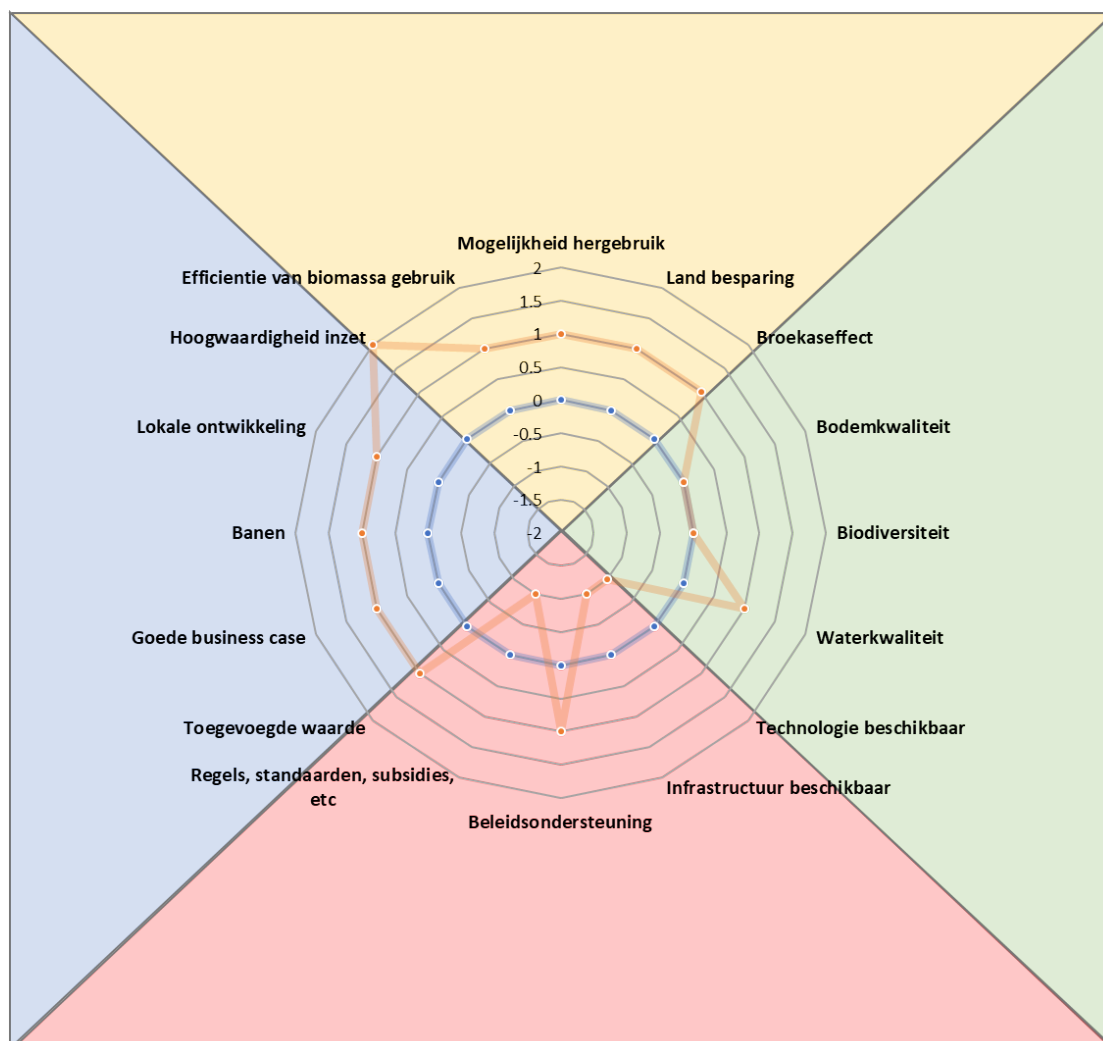 Mogelijkheid hergebruik
Efficientie van biomassa gebruik
Land besparing
2
1.5
1
0.5
0
-0.5
-1
-1.5
-2
Hoogwaardigheid inzet
Broekaseffect
Lokale ontwikkeling
Bodemkwaliteit
Banen
Biodiversiteit
Goede business case
Waterkwaliteit
Toegevoegde waarde
Technologie beschikbaar
Regels, standaarden, subsidies,
etc
Infrastructuur beschikbaar
Beleidsondersteuning